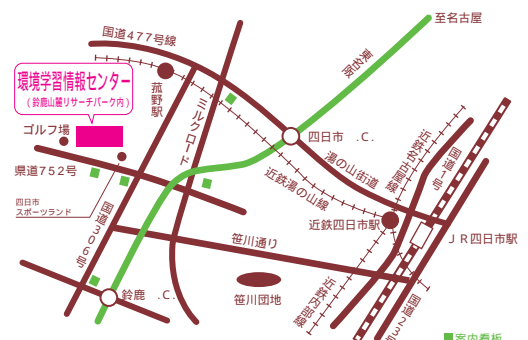 国道477号線
至名古屋
環境学習情報センター
(鈴鹿山麓リサーチパーク内)
菰野駅
東名阪
ミルクロード
ゴルフ場
四日市 .C.
県道752号
湯の山街道
近鉄湯の山線
近鉄名古屋線
国道1号
四日市
スポーツランド
国道306号
近鉄四日市駅
JR四日市駅
笹川通り
鈴鹿 .C.
笹川団地
近鉄内部線
国道23号
案内看板